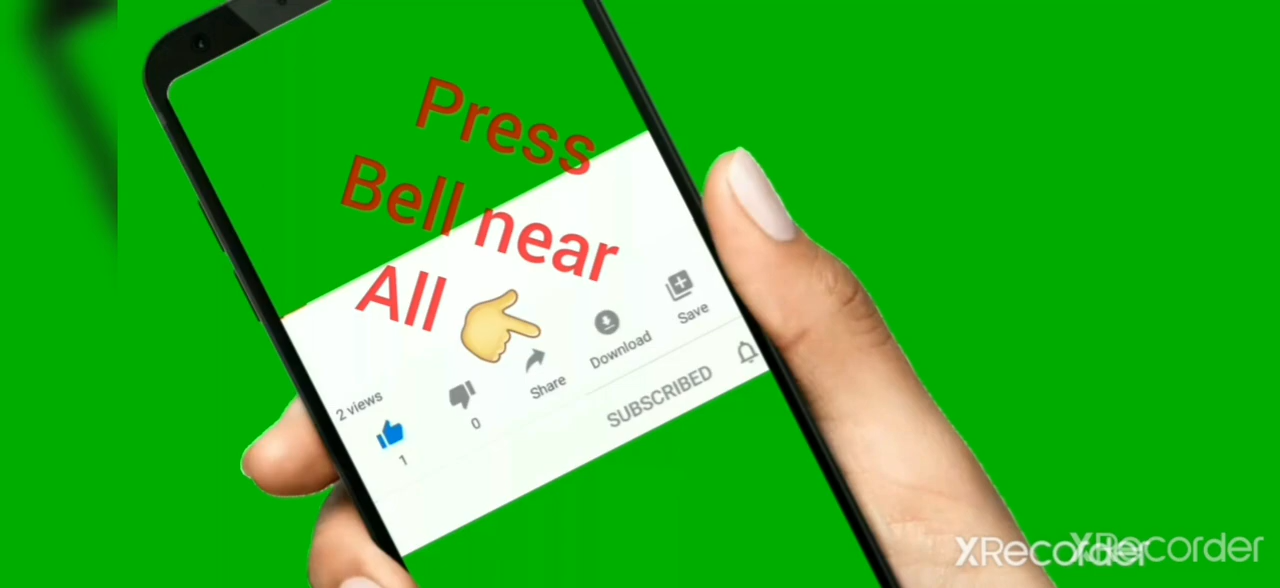 Press
Bell near
All
2 views
1
0
Share
Download
Save
SUBSCRIBED
XRecorder
XRecorder